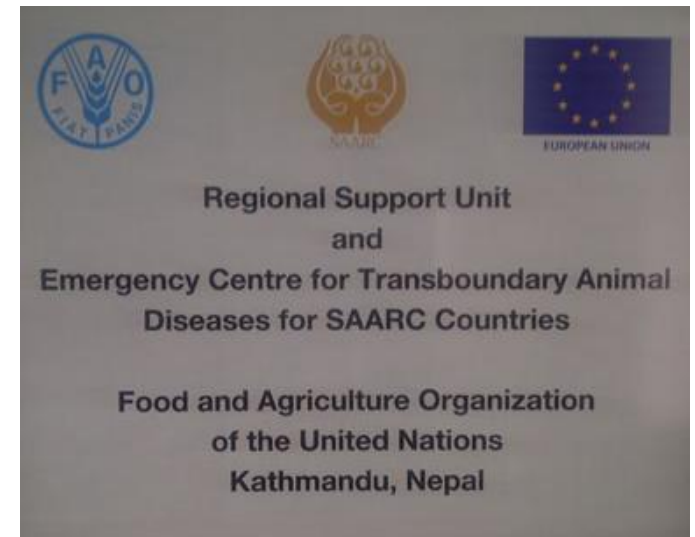 F A O
FIAT PANIS
SAARC
EUROPEAN UNION
Regional Support Unit
and
Emergency Centre for Transboundary Animal
Diseases for SAARC Countries
Food and Agriculture Organization
of the United Nations
Kathmandu, Nepal